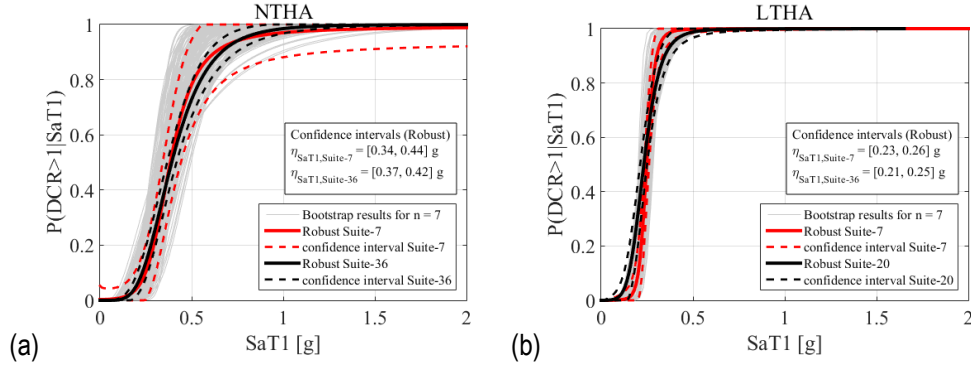 NTHA
P(DCR>1|SaT1)
1
0.8
0.6
0.4
0.2
0
Confidence intervals (Robust)
ηSaT1,Suite-7 = [0.34, 0.44] g
ηSaT1,Suite-36 = [0.37, 0.42] g
Bootstrap results for n = 7
Robust Suite-7
confidence interval Suite-7
Robust Suite-36
confidence interval Suite-36
0 0.5 1 1.5 2
SaT1 [g]
(a)
LTHA
P(DCR>1|SaT1)
1
0.8
0.6
0.4
0.2
0
Confidence intervals (Robust)
ηSaT1,Suite-7 = [0.23, 0.26] g
ηSaT1,Suite-36 = [0.21, 0.25] g
Bootstrap results for n = 7
Robust Suite-7
confidence interval Suite-7
Robust Suite-20
confidence interval Suite-20
0 0.5 1 1.5 2
SaT1 [g]
(b)